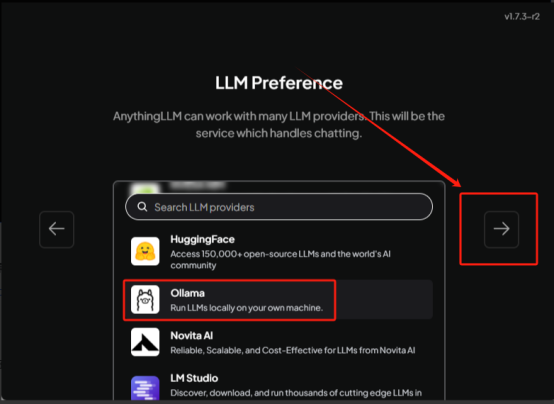 v1.7.3-r2
LLM Preference
AnythingLLM can work with many LLM providers. This will be the
service which handles chatting.
Search LLM providers
HuggingFace
Access 150,000+ open-source LLMs and the world's AI
community
Ollama
Run LLMs locally on your own machine.
Novita AI
Reliable, Scalable, and Cost-Effective for LLMs from Novita AI
LM Studio
Discover, download, and run thousands of cutting edge LLMs in